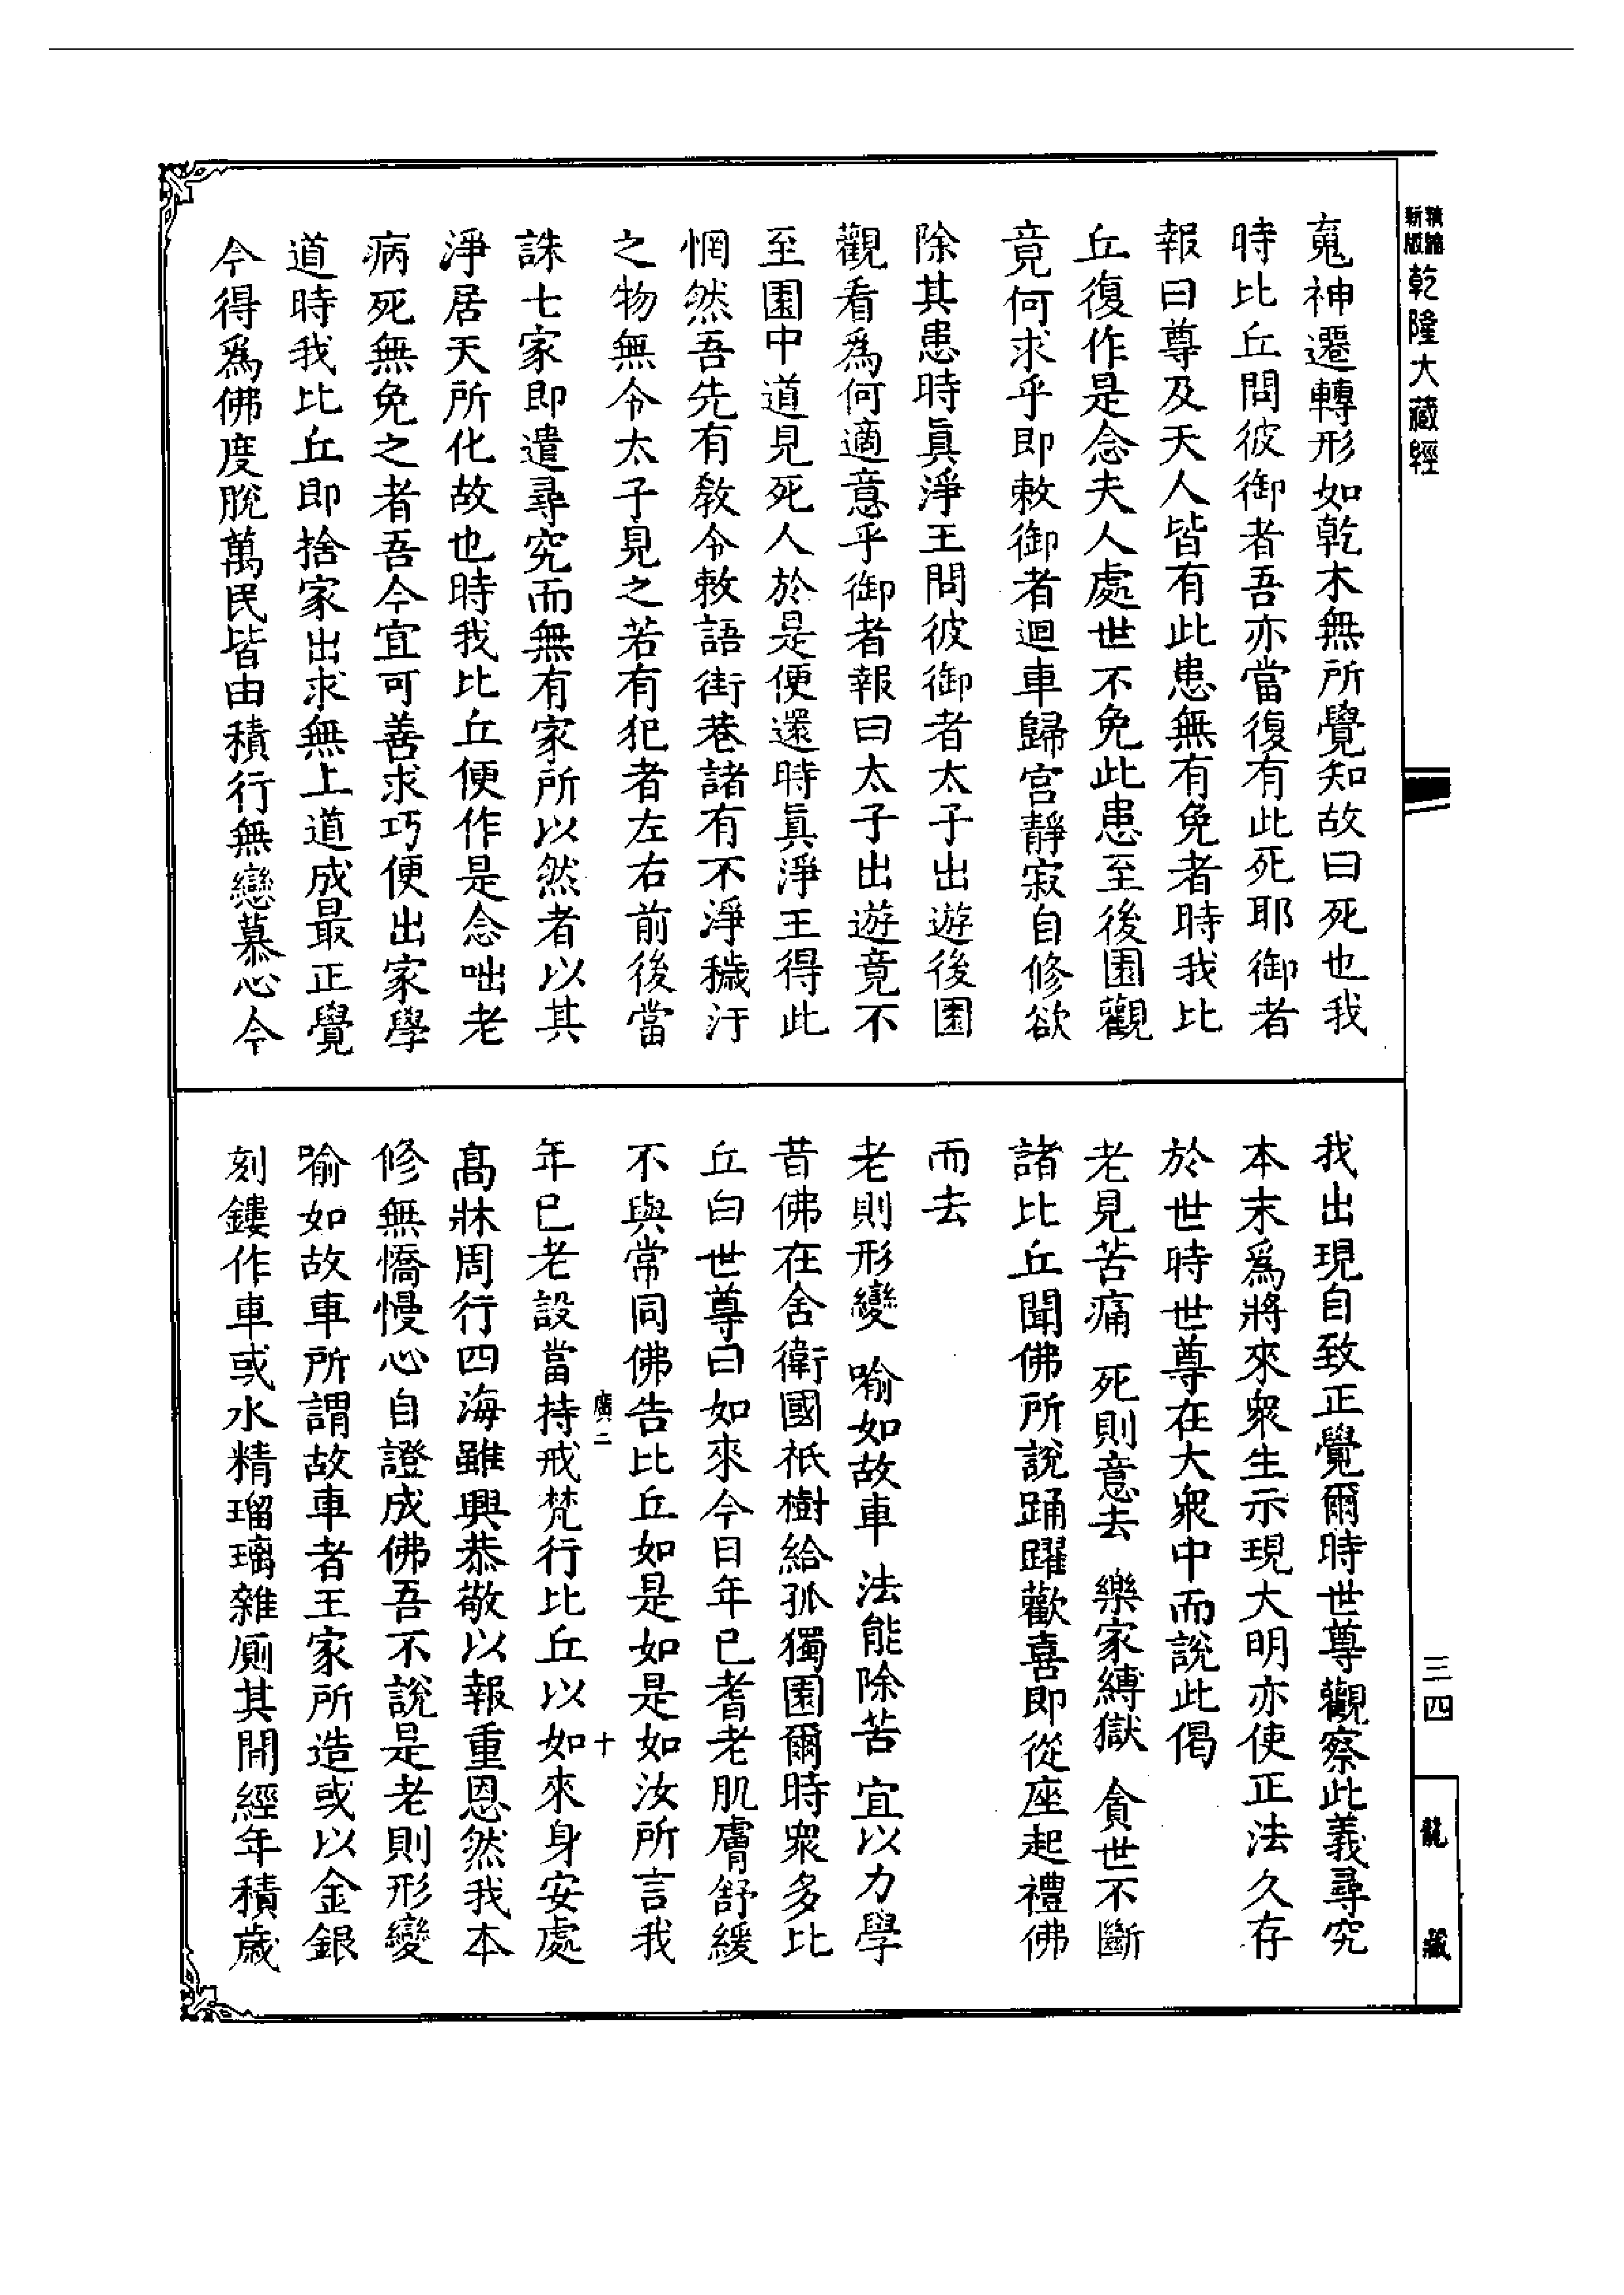 新版
精縮
乾隆大藏經
䰟神遷轉形如乾木無所覺知故曰死也我
時比丘問彼御者吾亦當復有此死耶御者
報曰尊及天人皆有此患無有免者時我比
丘復作是念夫人處世不免此患至後園觀
竟何求乎即敕御者迴車歸宮靜寂自修欲
除其患時眞淨王問彼御者太子出遊後園
觀看爲何適意乎御者報曰太子出遊竟不
至園中道見死人於是便還時眞淨王得此
惘然吾先有敎令敕語街巷諸有不淨穢汙
之物無令太子見之若有犯者左右前後當
誅七家即遣尋究而無有家所以然者以其
淨居天所化故也時我比丘便作是念咄老
病死無免之者吾今宜可善求巧便出家學
道時我比丘即捨家出求無上道成最正覺
今得爲佛度脫萬民皆由積行無戀慕心今
我出現自致正覺爾時世尊觀察此義尋究
本末爲將來衆生示現大明亦使正法久存
於世時世尊在大衆中而說此偈
老見苦痛 死則意去 樂家縛獄 貪世不斷
諸比丘聞佛所說踊躍歡喜即從座起禮佛
而去
老則形變 喻如故車 法能除苦 宜以力學
昔佛在舍衛國祇樹給孤獨園爾時衆多比
丘白世尊曰如來今日年已耆老肌膚舒緩
不與常同佛告比丘如是如是如汝所言我
廣二 十
年已老設當持戒梵行比丘以如來身安處
高牀周行四海雖興恭敬以報重恩然我本
修無憍慢心自證成佛吾不說是老則形變
喻如故車所謂故車者王家所造或以金銀
刻鏤作車或水精瑠璃雜廁其間經年積歲
三四
龍藏